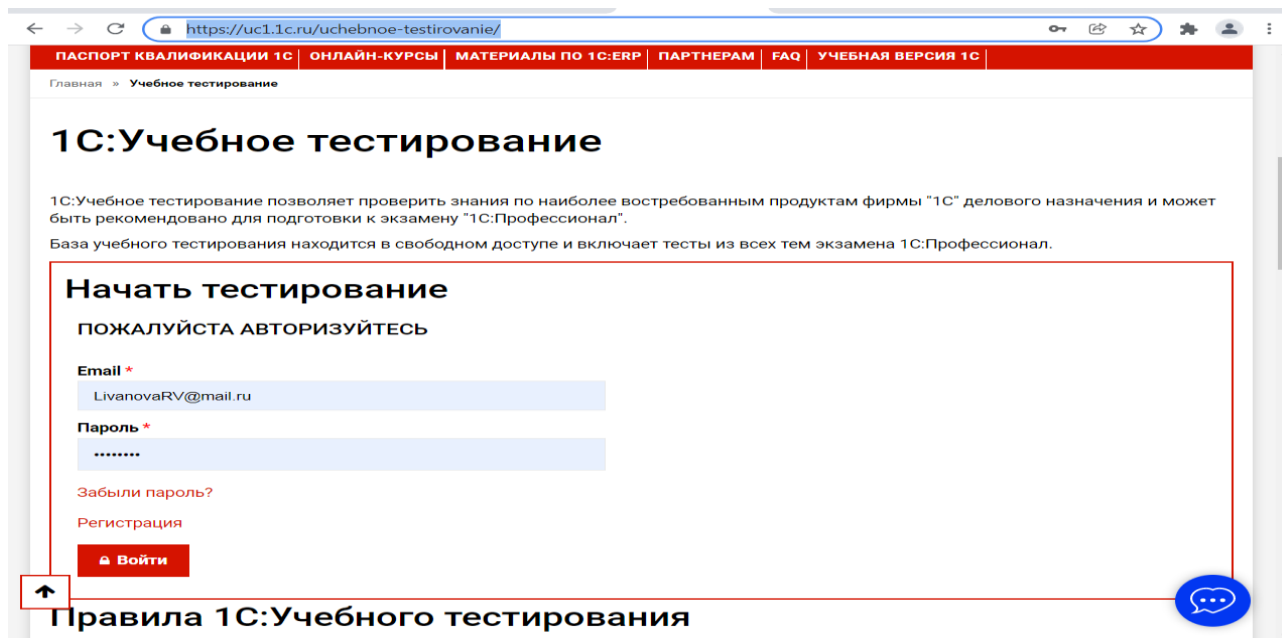 https://uc1.1c.ru/uchebnoe-testirovanie/
ПАСПОРТ КВАЛИФИКАЦИИ 1С ОНЛАЙН-КУРСЫ МАТЕРИАЛЫ ПО 1С:ERP ПАРТНЕРАМ FAQ УЧЕБНАЯ ВЕРСИЯ 1С
Главная » Учебное тестирование
1С:Учебное тестирование
1С:Учебное тестирование позволяет проверить знания по наиболее востребованным продуктам фирмы "1С" делового назначения и может
быть рекомендовано для подготовки к экзамену "1С:Профессионал".
База учебного тестирования находится в свободном доступе и включает тесты из всех тем экзамена 1С:Профессионал.
Начать тестирование
ПОЖАЛУЙСТА АВТОРИЗУЙТЕСЬ
Email *
LivanovaRV@mail.ru
Пароль *
••••••••
Забыли пароль?
Регистрация
Войти
Правила 1С:Учебного тестирования